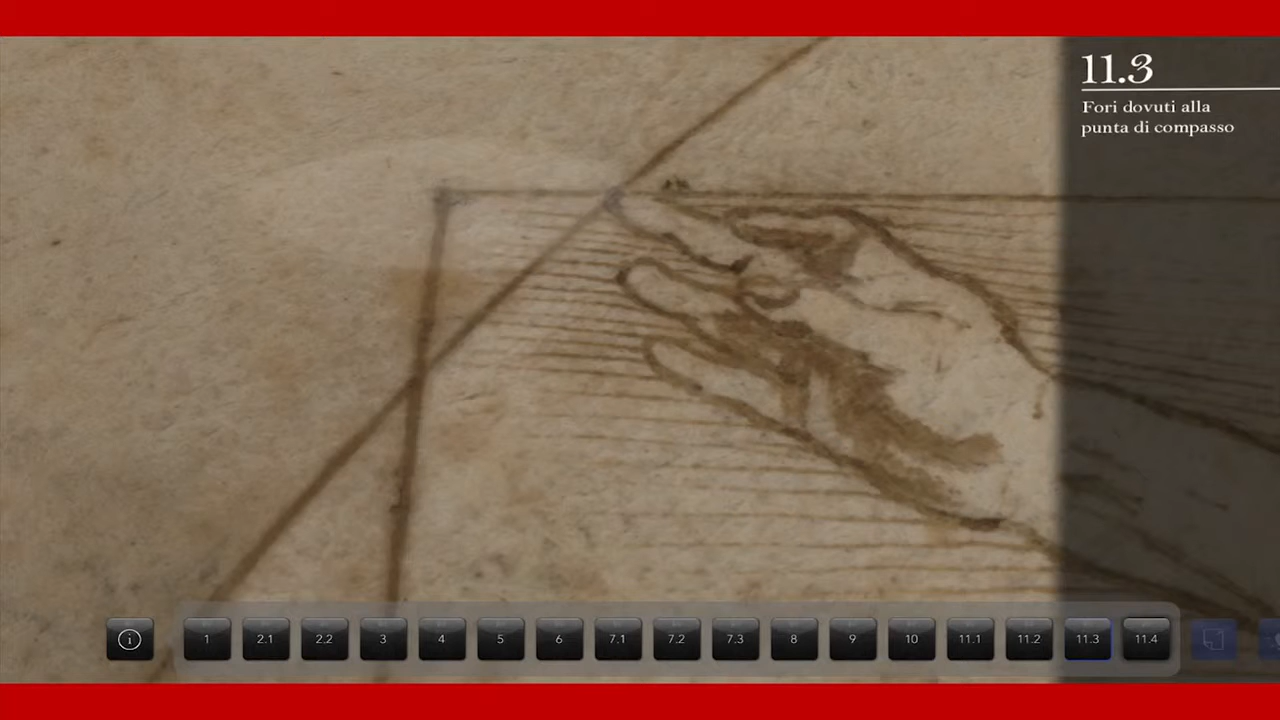 11.3
Fori dovuti alla
punta di compasso
1 2.1 2.2 3 4 5 6 7.1 7.2 7.3 8 9 10 11.1 11.2 11.3 11.4